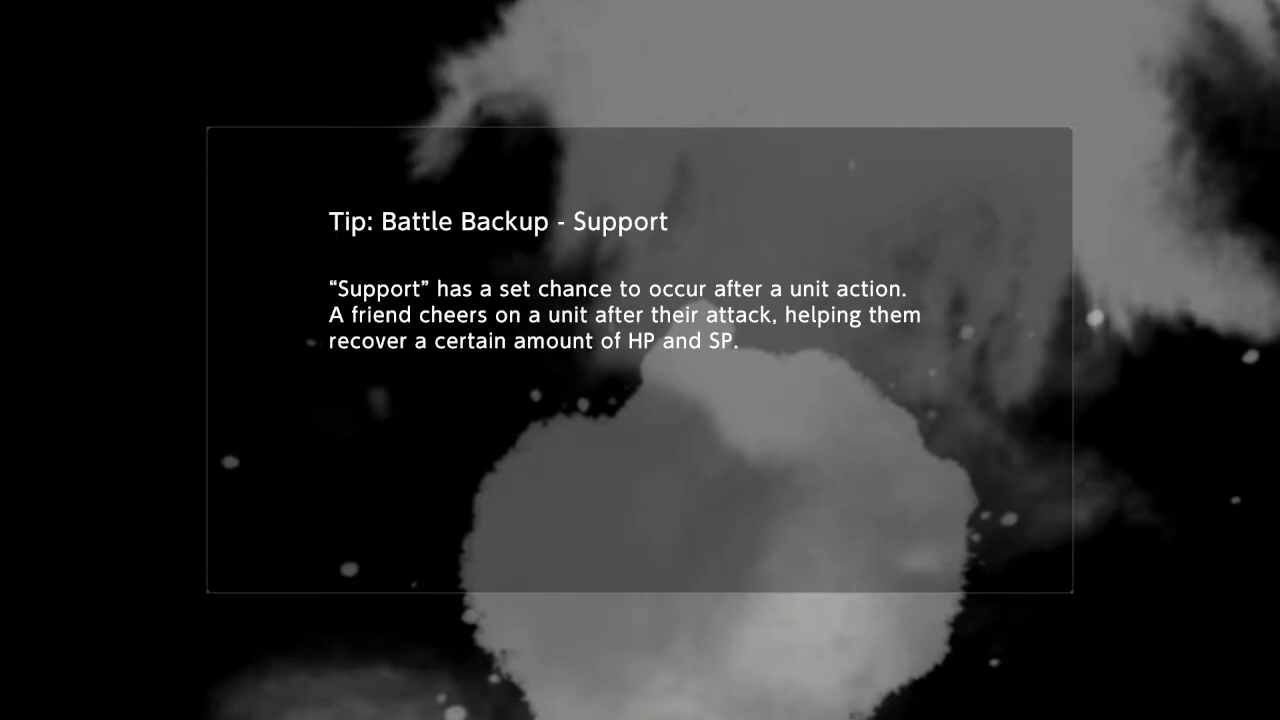 Tip: Battle Backup - Support
“Support” has a set chance to occur after a unit action.
A friend cheers on a unit after their attack, helping them
recover a certain amount of HP and SP.